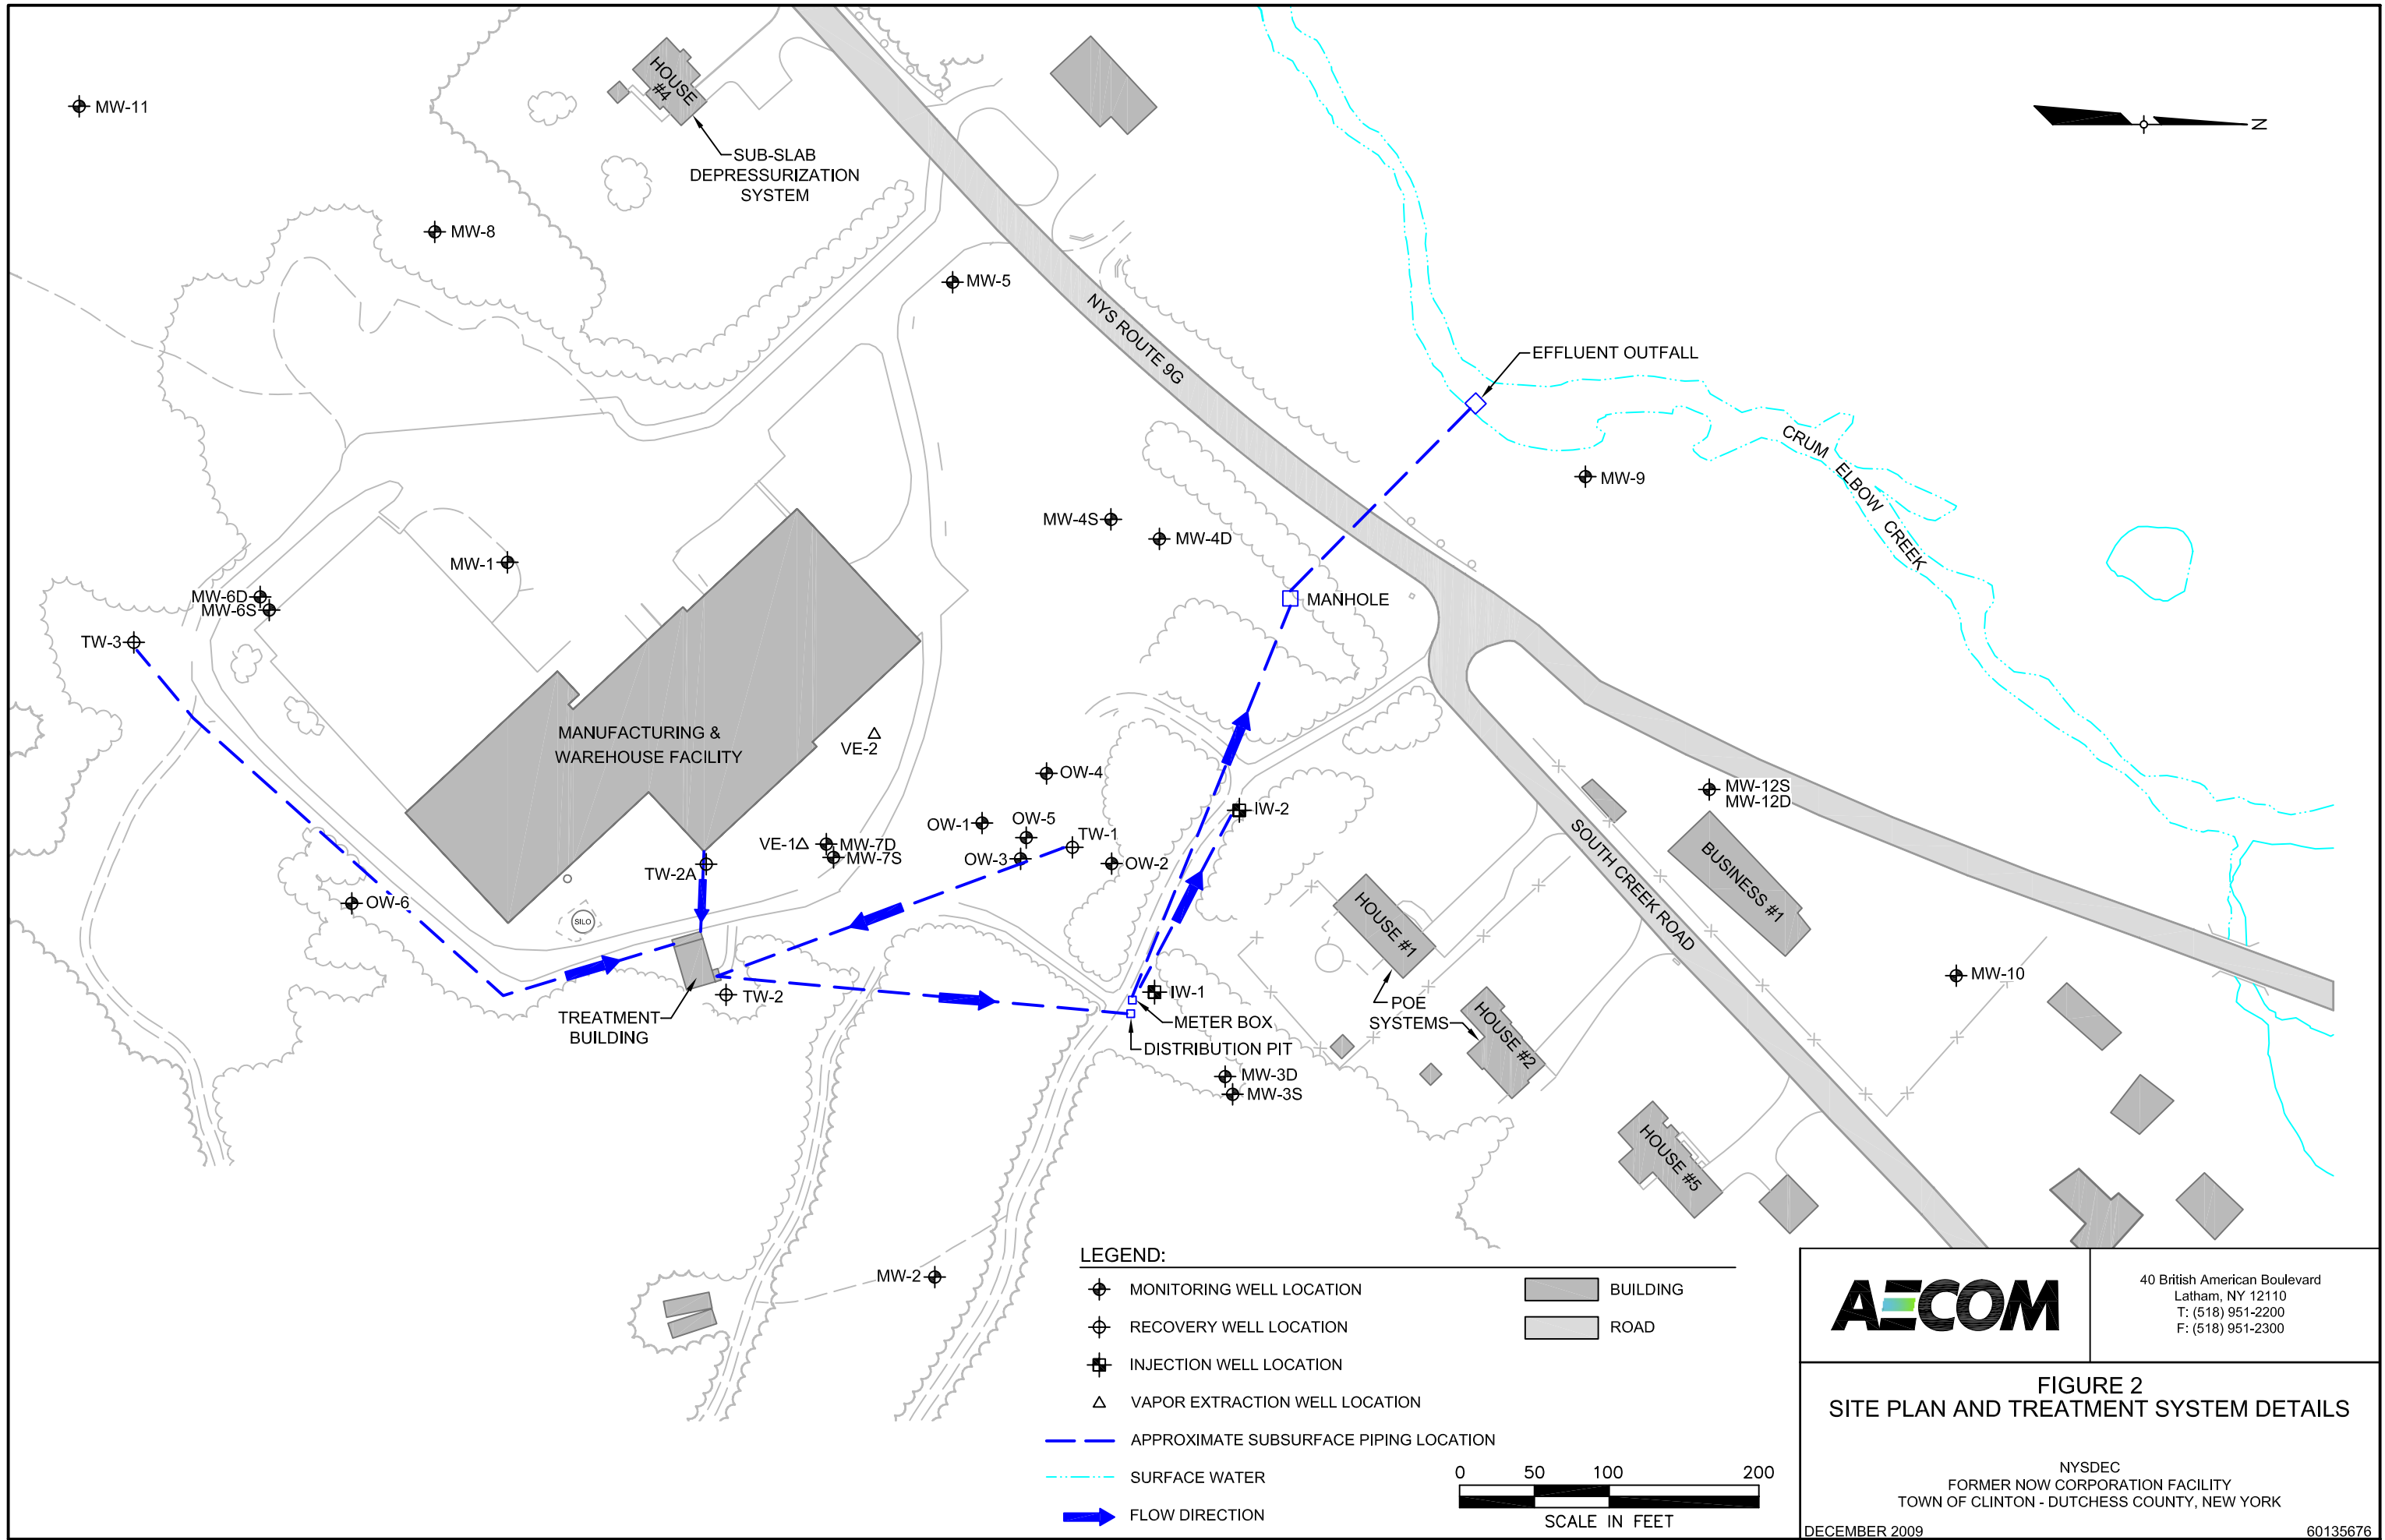 MW-11
HOUSE
#4
SUB-SLAB
DEPRESSURIZATION
SYSTEM
N
MW-8
MW-5
NYS ROUTE 9G
EFFLUENT OUTFALL
CRUM ELBOW CREEK
MW-9
MW-4S
MW-4D
MW-1
MW-6D
MW-6S
MANHOLE
TW-3
MANUFACTURING &
WAREHOUSE FACILITY
VE-2
OW-4
MW-12S
MW-12D
IW-2
OW-1
OW-5
TW-1
VE-1
MW-7D
MW-7S
OW-3
OW-2
TW-2A
SOUTH CREEK ROAD
BUSINESS #1
OW-6
SILO
HOUSE #1
MW-10
TW-2
IW-1
POE
SYSTEMS
TREATMENT
BUILDING
METER BOX
HOUSE #2
DISTRIBUTION PIT
MW-3D
MW-3S
HOUSE #5
MW-2
LEGEND:
MONITORING WELL LOCATION
RECOVERY WELL LOCATION
INJECTION WELL LOCATION
VAPOR EXTRACTION WELL LOCATION
APPROXIMATE SUBSURFACE PIPING LOCATION
SURFACE WATER
FLOW DIRECTION
BUILDING
ROAD
0 50 100 200
SCALE IN FEET
AECOM
40 British American Boulevard
Latham, NY 12110
T: (518) 951-2200
F: (518) 951-2300
FIGURE 2
SITE PLAN AND TREATMENT SYSTEM DETAILS
NYSDEC
FORMER NOW CORPORATION FACILITY
TOWN OF CLINTON - DUTCHESS COUNTY, NEW YORK
DECEMBER 2009
60135676